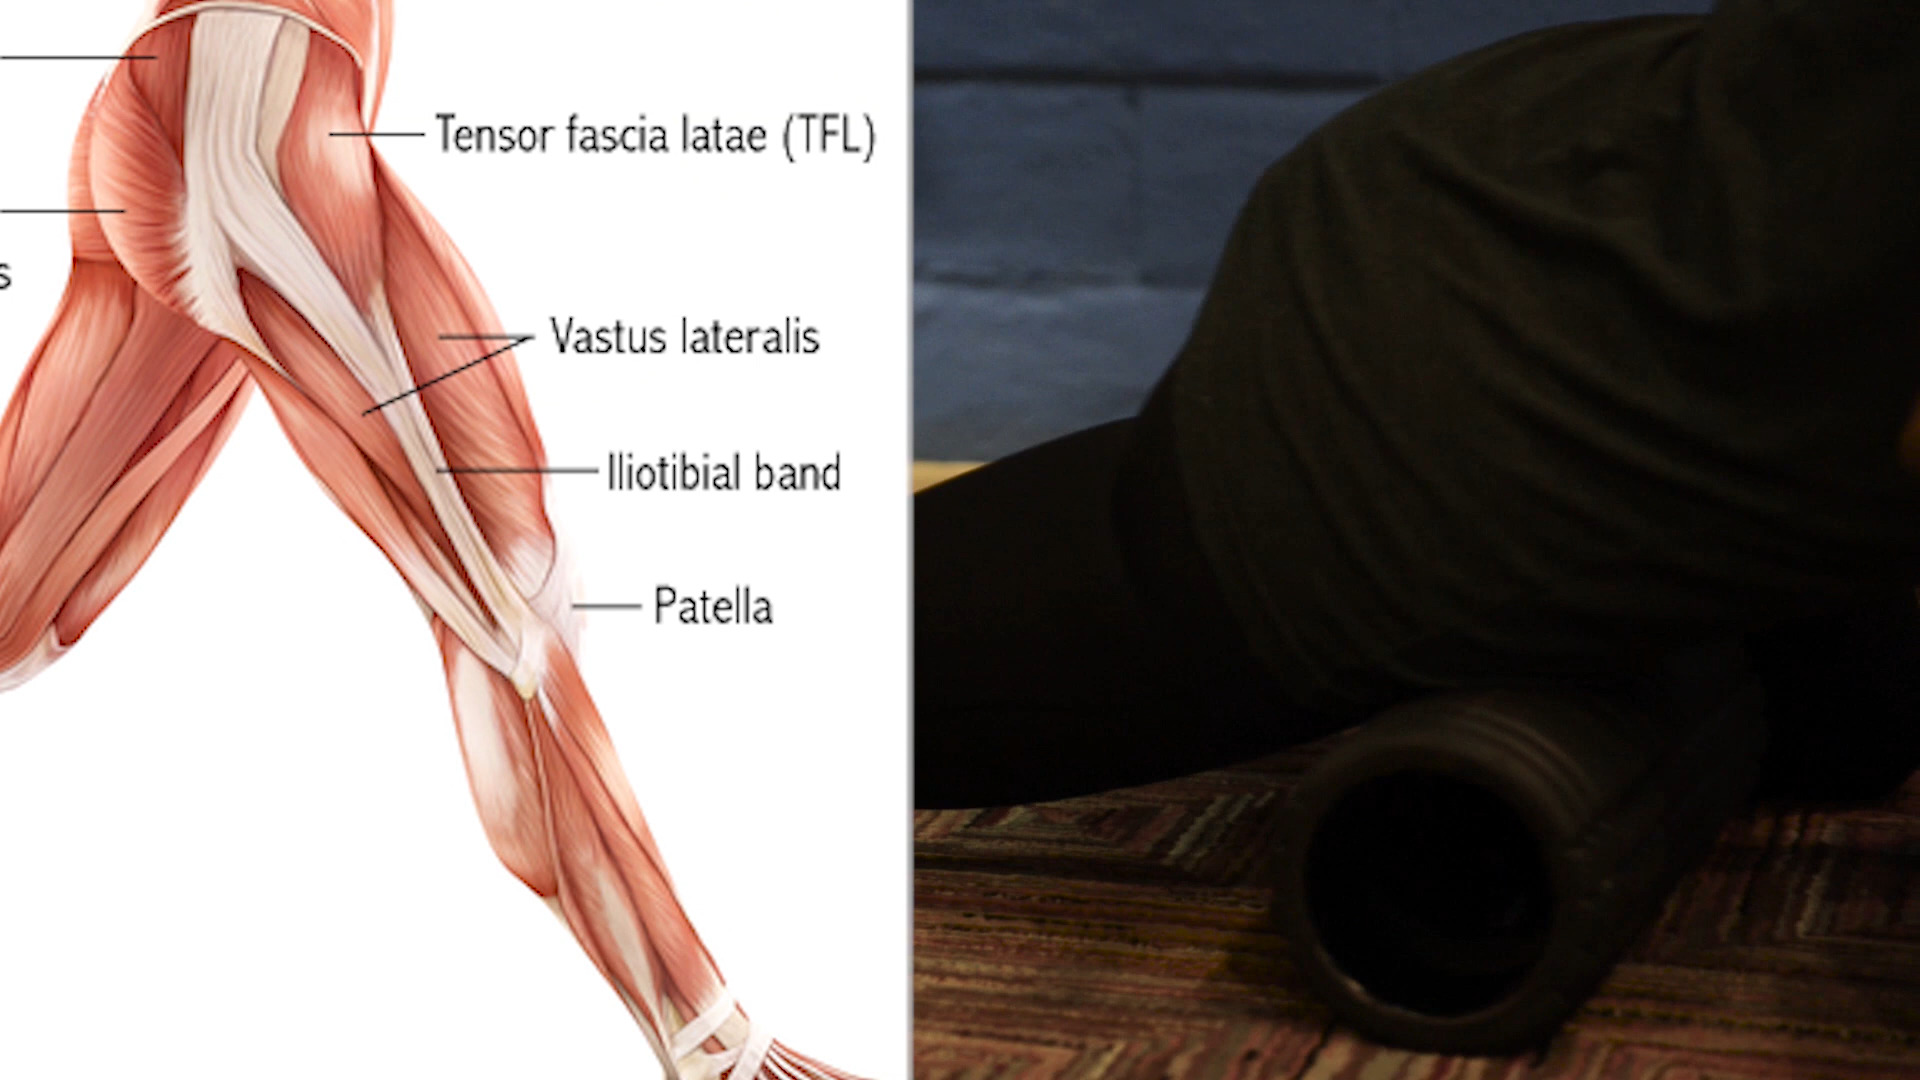 Tensor fascia latae (TFL)
s
Vastus lateralis
Iliotibial band
Patella